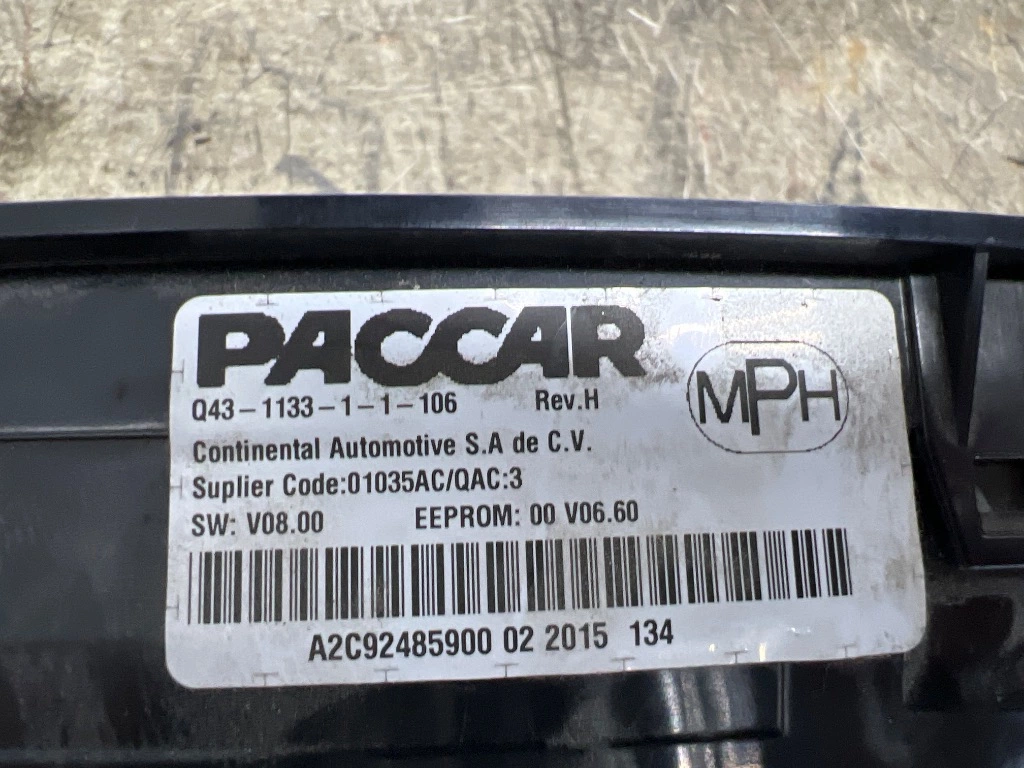 PACCAR
Q43-1133-1-1-106 Rev.H
MPH
Continental Automotive S.A de C.V.
Suplier Code:01035AC/QAC:3
SW: V08.00 EEPROM: 00 V06.60
A2C92485900 02 2015 134